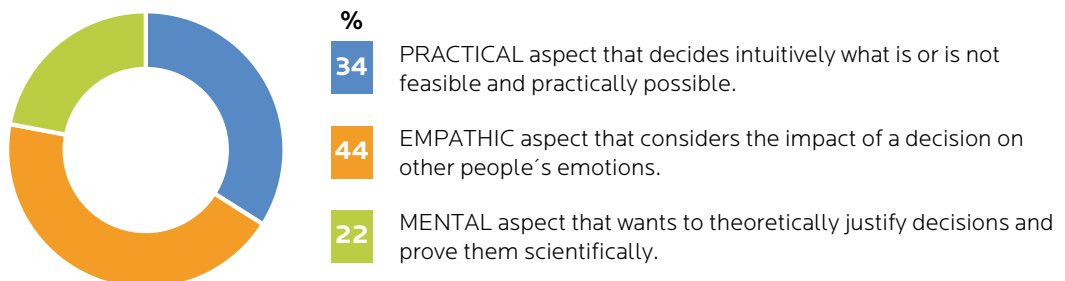 %
34
PRACTICAL aspect that decides intuitively what is or is not
feasible and practically possible.
44
EMPATHIC aspect that considers the impact of a decision on
other people´s emotions.
22
MENTAL aspect that wants to theoretically justify decisions and
prove them scientifically.